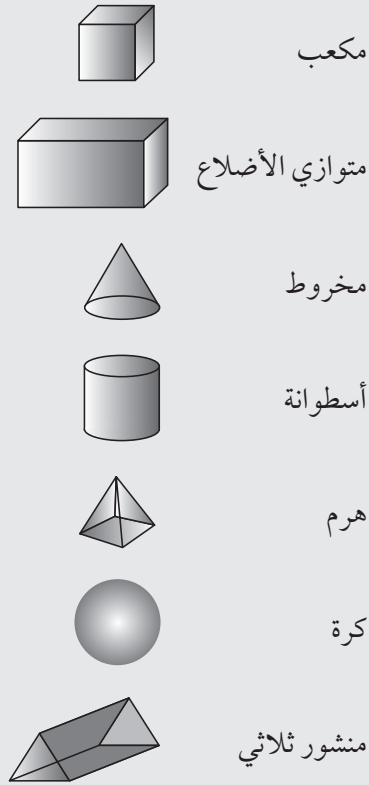 مكعب
متوازي الأضلاع
مخروط
أسطوانة
هرم
كرة
منشور ثلاثي